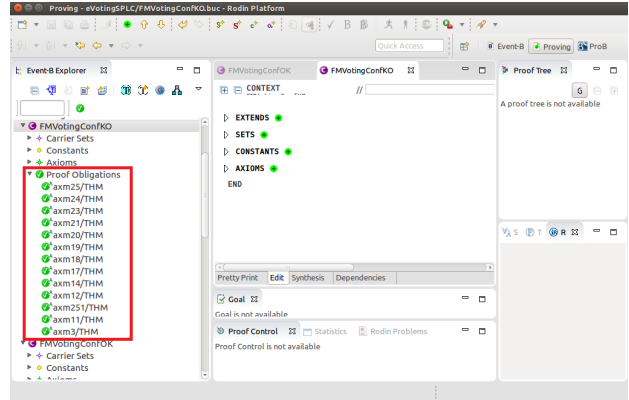 Proving - eVotingSPLC/FMVotingConfKO.buc - Rodin Platform
Quick Access
Event-B
Proving
ProB
Event-B Explorer
FMVotingConfKO
Carrier Sets
Constants
Axioms
Proof Obligations
axm25/THM
axm24/THM
axm23/THM
axm21/THM
axm20/THM
axm19/THM
axm18/THM
axm17/THM
axm14/THM
axm12/THM
axm251/THM
axm11/THM
axm3/THM
FMVotingConfOK
Carrier Sets
Constants
Axioms
FMVotingConfOK
FMVotingConfKO
CONTEXT
//
EXTENDS
SETS
CONSTANTS
AXIOMS
END
Pretty Print Edit Synthesis Dependencies
Goal
Goal is not available
Proof Control Statistics Rodin Problems
Proof Control is not available
Proof Tree
G
A proof tree is not available
S T R